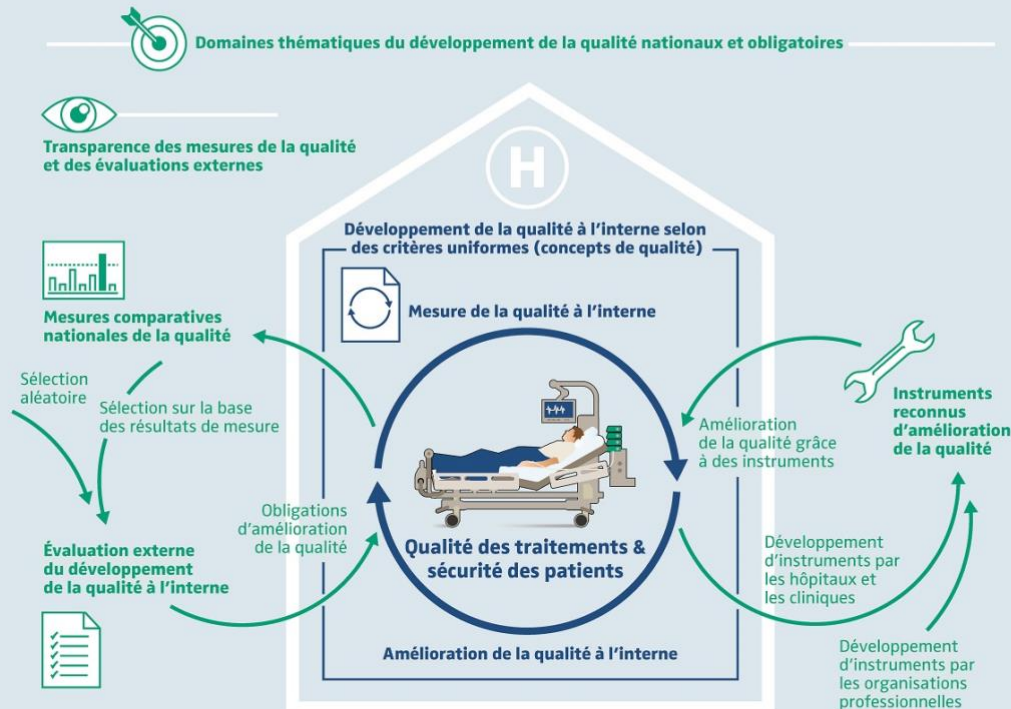 Domaines thématiques du développement de la qualité nationaux et obligatoires
Transparence des mesures de la qualité
et des évaluations externes
H
Développement de la qualité à l’interne selon
des critères uniformes (concepts de qualité)
Mesure de la qualité à l’interne
Mesures comparatives
nationales de la qualité
Sélection
aléatoire
Sélection sur la base
des résultats de mesure
Obligations
d’amélioration
de la qualité
Évaluation externe
du développement
de la qualité à l’interne
Qualité des traitements &
sécurité des patients
Amélioration de la qualité à l’interne
Amélioration
de la qualité grâce
à des instruments
Instruments
reconnus
d’amélioration
de la qualité
Développement
d’instruments par
les hôpitaux et
les cliniques
Développement
d’instruments par
les organisations
professionnelles